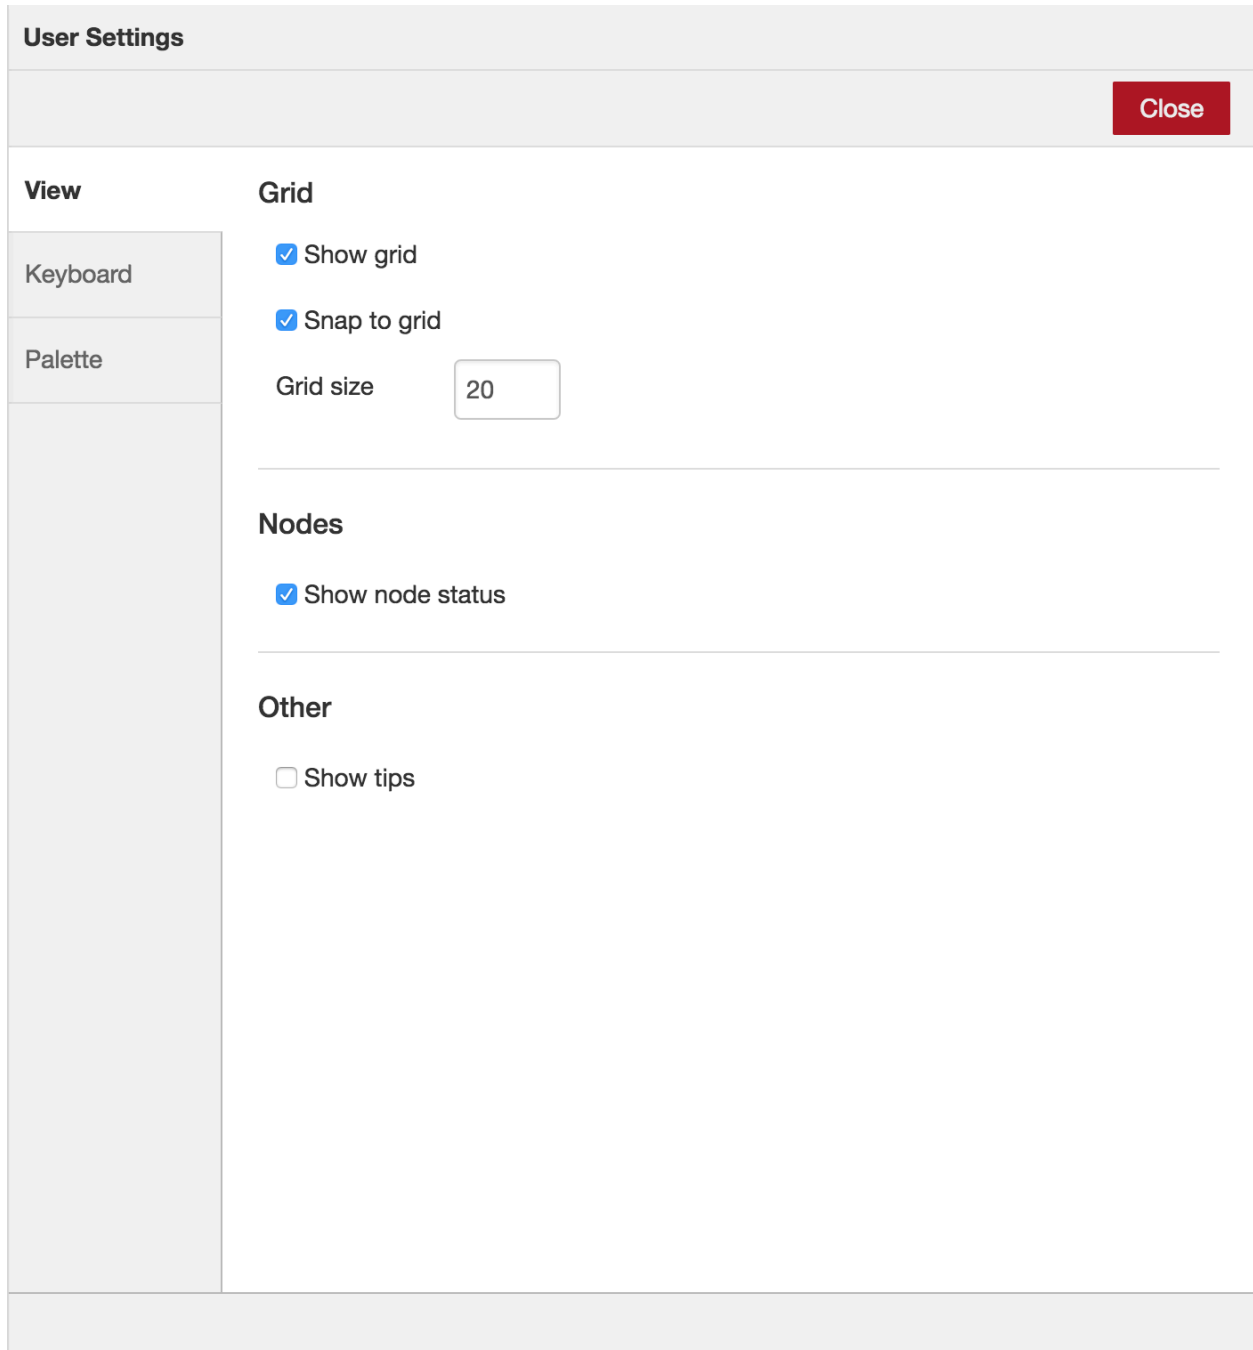 User Settings
Close
View
Keyboard
Palette
Grid
Show grid
Snap to grid
Grid size 20
Nodes
Show node status
Other
Show tips